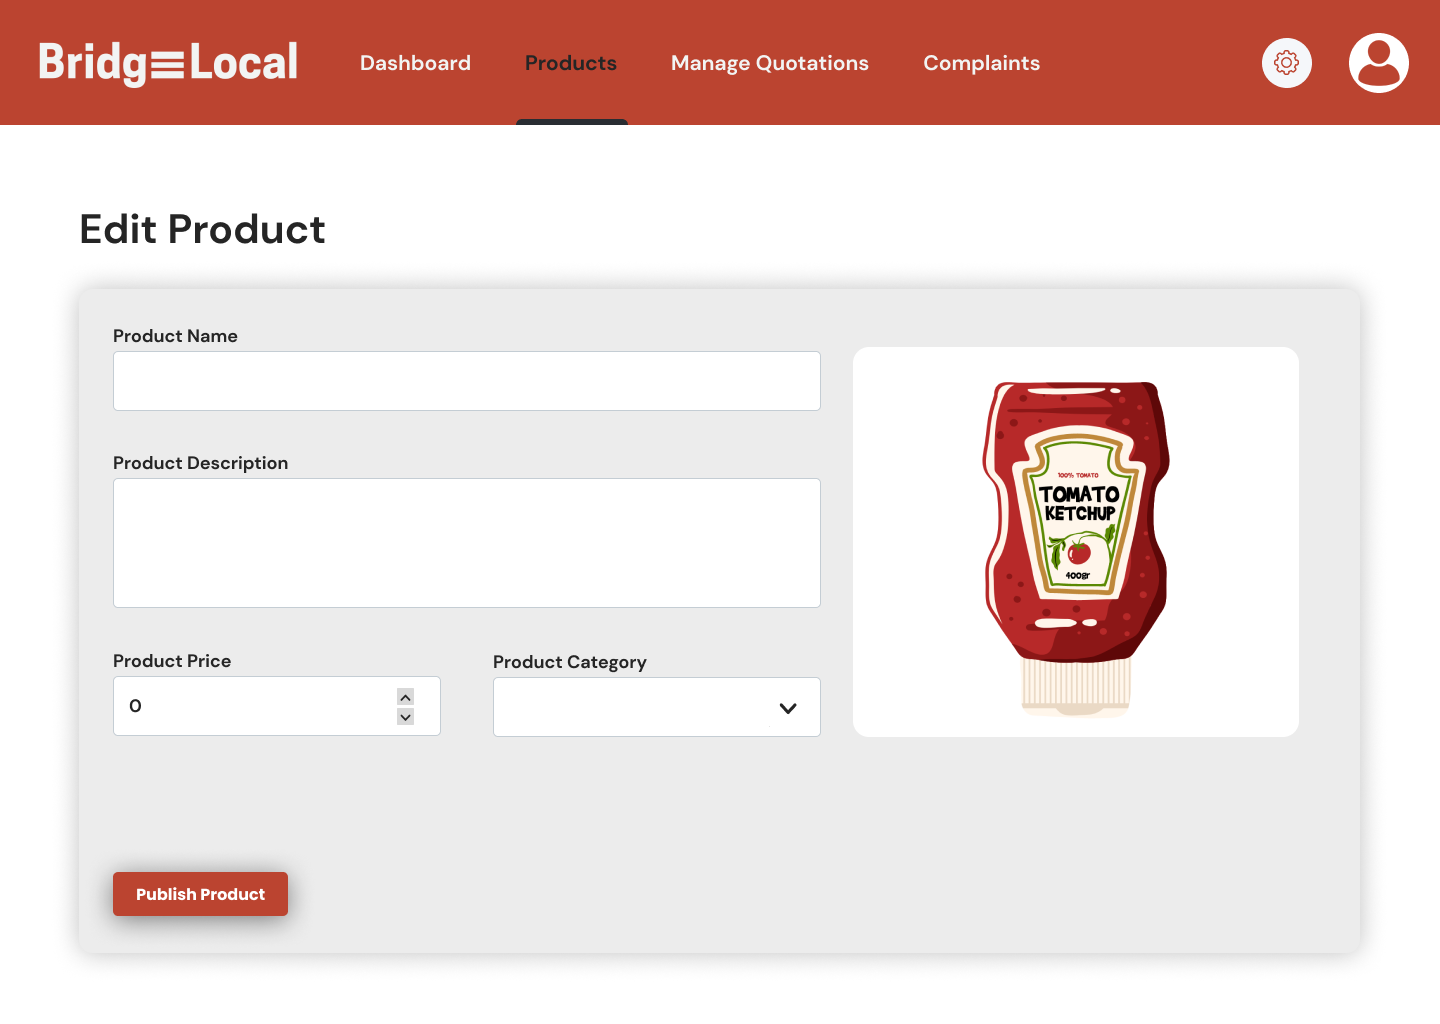 BridgeLocal
Dashboard
Products
Manage Quotations
Complaints
Edit Product
Product Name
Product Description
Product Price
0
Product Category
100% TOMATO
TOMATO
KETCHUP
400gr
Publish Product